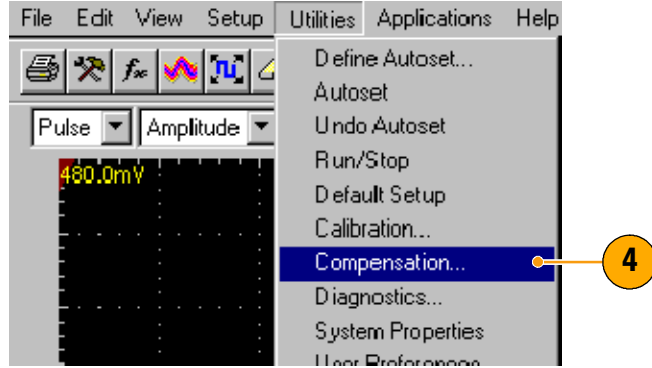 File Edit View Setup Utilities Applications Help
Define Autoset...
Autoset
Pulse Amplitude
Undo Autoset
Run/Stop
480.0mV
Default Setup
Calibration...
Compensation...
4
Diagnostics...
System Properties